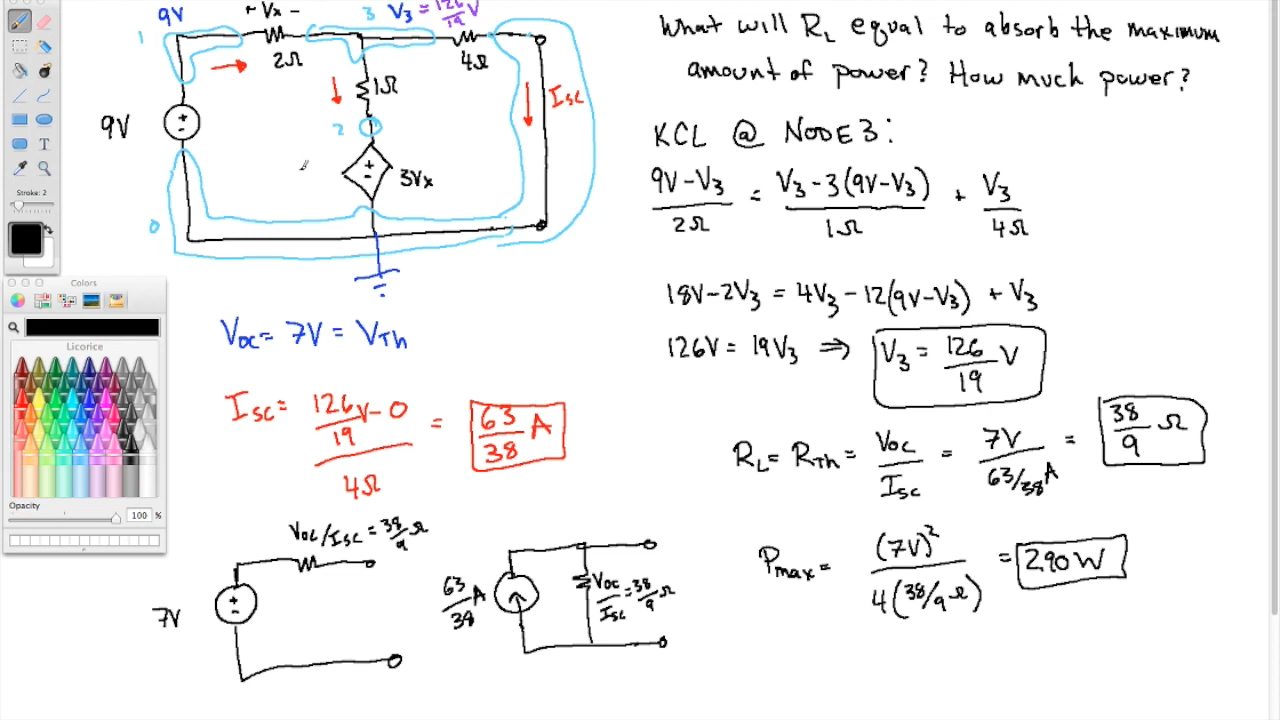 9V
+ Vx -
3
V3 = 126/19 V
1
2Ω
4Ω
1Ω
Isc
2
9V
+
-
+
-
3Vx
0
What will RL equal to absorb the maximum
amount of power? How much power?
KCL @ NODE 3:
(9V-V3)/2Ω = (V3-3(9V-V3))/1Ω + V3/4Ω
18V-2V3 = 4V3-12(9V-V3) + V3
126V = 19V3 ⇒ V3 = 126/19 V
Voc = 7V = VTh
Isc = (126/19 V - 0)/4Ω = 63/38 A
RL = RTh = Voc/Isc = 7V/(63/38 A) = 38/9 Ω
Pmax = (7V)²/4(38/9 Ω) = 2.90W
Voc/Isc = 38/9 Ω
7V
+
-
63/38 A
Voc/Isc = 38/9 Ω
Stroke: 2
T
Colors
Licorice
Opacity
100 %